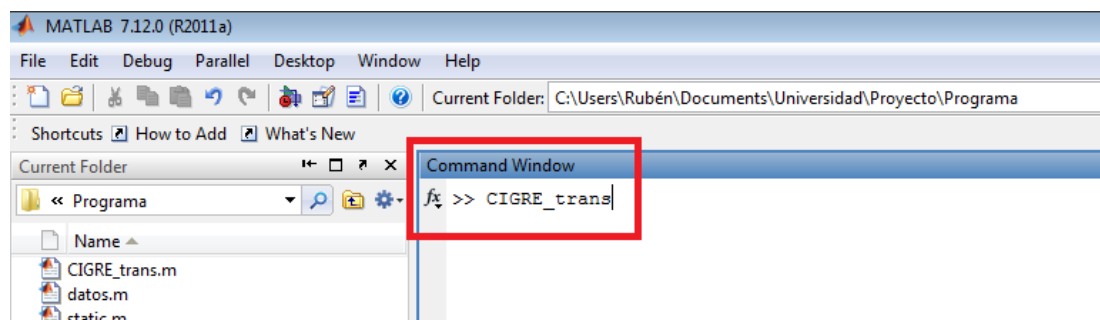 MATLAB 7.12.0 (R2011a)
File Edit Debug Parallel Desktop Window Help
Current Folder: C:\Users\Rubén\Documents\Universidad\Proyecto\Programa
Shortcuts How to Add What's New
Current Folder
Command Window
« Programa
fx >> CIGRE_trans
Name
CIGRE_trans.m
datos.m
static.m